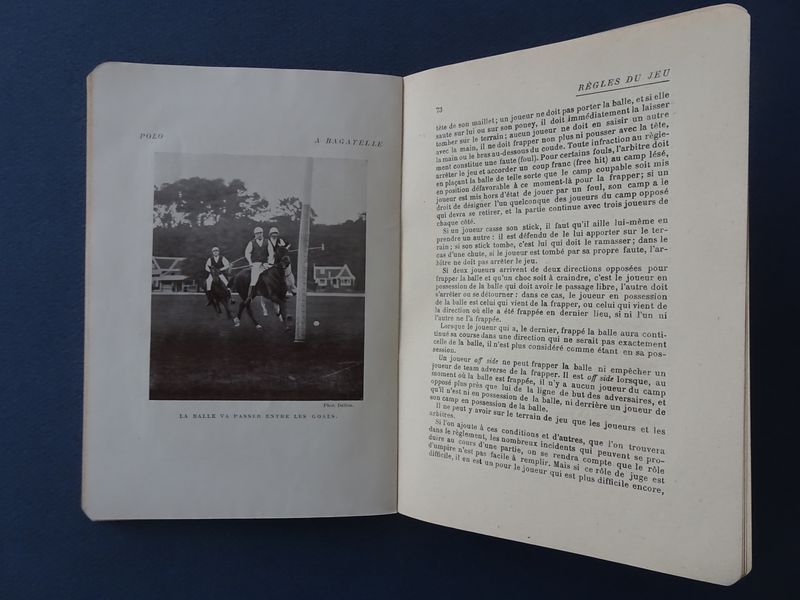 POLO
A BAGATELLE
Phot. Delton.
LA BALLE VA PASSER ENTRE LES GOALS.
73
RÈGLES DU JEU
tête de son maillet; un joueur ne doit pas porter la balle, et si elle
saute sur lui ou sur son poney, il doit immédiatement la laisser
tomber sur le terrain; aucun joueur ne doit en saisir un autre
avec la main, il ne doit frapper non plus ni pousser avec la tête,
la main ou le bras au-dessous du coude. Toute infraction au règle-
ment constitue une faute (foul). Pour certains fouls, l'arbitre doit
arrêter le jeu et accorder un coup franc (free hit) au camp lésé,
en plaçant la balle de telle sorte que le camp coupable soit mis
en position défavorable à ce moment-là pour la frapper; si un
joueur est mis hors d'état de jouer par un foul, son camp a le
droit de désigner l'un quelconque des joueurs du camp opposé
qui devra se retirer, et la partie continue avec trois joueurs de
chaque côté.
Si un joueur casse son stick, il faut qu'il aille lui-même en
prendre un autre : il est défendu de le lui apporter sur le ter-
rain; si son stick tombe, c'est lui qui doit le ramasser; dans le
cas d'une chute, si le joueur est tombé par sa propre faute, l'ar-
bitre ne doit pas arrêter le jeu.
Si deux joueurs arrivent de deux directions opposées pour
frapper la balle et qu'un choc soit à craindre, c'est le joueur en
possession de la balle qui doit avoir le passage libre, l'autre doit
s'arrêter ou se détourner : dans ce cas, le joueur en possession
de la balle est celui qui vient de la frapper, ou celui qui vient de
la direction où elle a été frappée en dernier lieu, si ni l'un ni
l'autre ne l'a frappée.
Lorsque le joueur qui a, le dernier, frappé la balle aura conti-
tinué sa course dans une direction qui ne serait pas exactement
celle de la balle, il n'est plus considéré comme étant en sa pos-
session.
Un joueur off side ne peut frapper la balle ni empêcher un
joueur de team adverse de la frapper. Il est off side lorsque, au
moment où la balle est frappée, il n'y a aucun joueur du camp
opposé plus près que lui de la ligne de but des adversaires, et
qu'il n'est ni en possession de la balle, ni derrière un joueur de
son camp en possession de la balle.
Il ne peut y avoir sur le terrain de jeu que les joueurs et les
arbitres.
Si l'on ajoute à ces conditions et d'autres, que l'on trouvera
dans le règlement, les nombreux incidents qui peuvent se pro-
duire au cours d'une partie, on se rendra compte que le rôle
d'umpire n'est pas facile à remplir. Mais si ce rôle de juge est
difficile, il en est un pour le joueur qui est plus difficile encore,